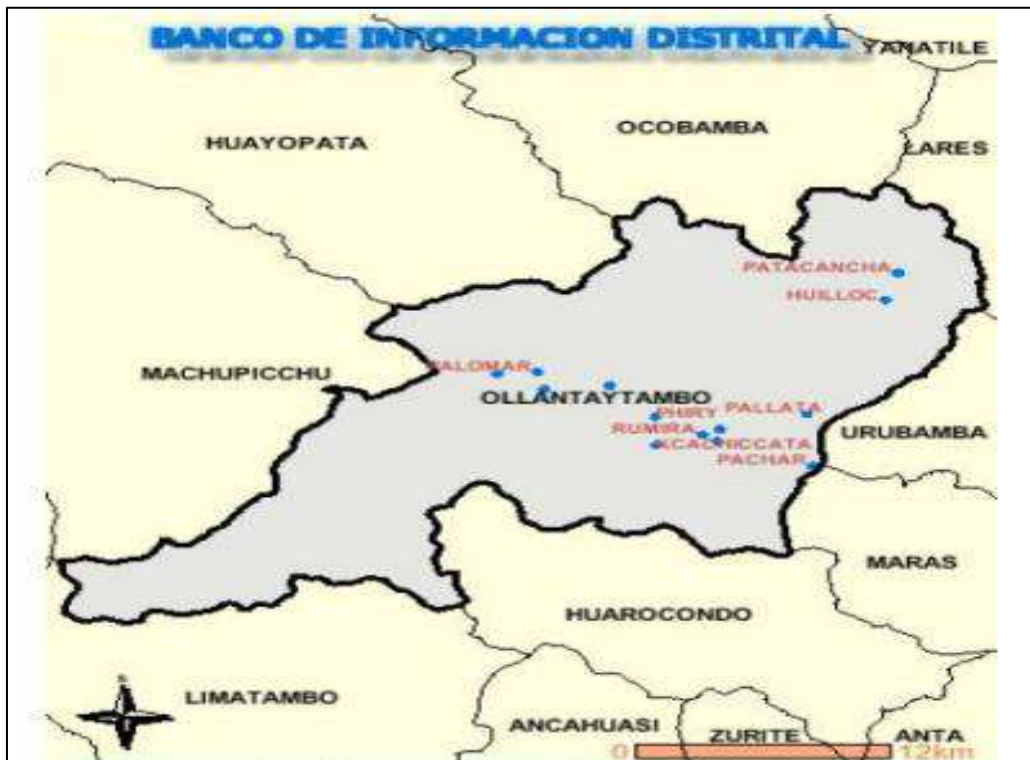 BANCO DE INFORMACION DISTRITAL
YANATILE
OCOBAMBA
HUAYOPATA
LARES
PATACANCHA
HUILLOC
PALOMAR
MACHUPICCHU
OLLANTAYTAMBO
PHIRY PALLATA
RUMIRA
URUBAMBA
PACHAR
MARAS
HUAROCONDO
LIMATAMBO
ANCAHUASI
ZURITE
ANTA
0 12km